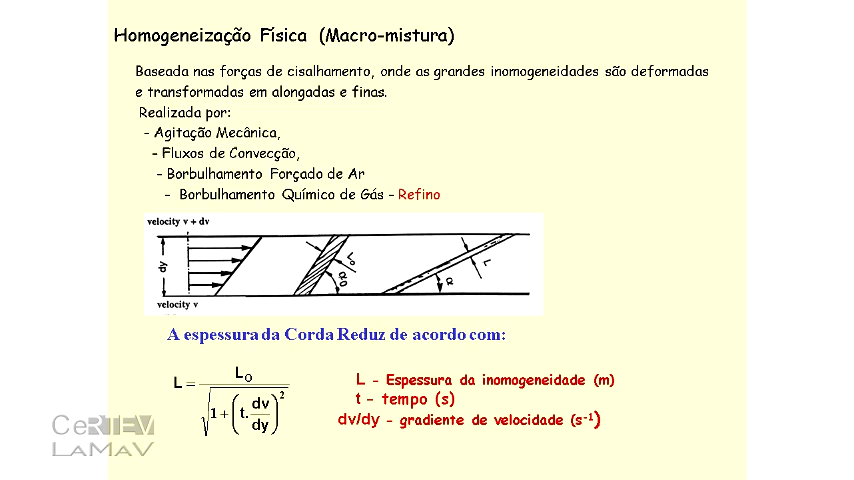 Homogeneização Física (Macro-mistura)
Baseada nas forças de cisalhamento, onde as grandes inomogeneidades são deformadas
e transformadas em alongadas e finas.
Realizada por:
- Agitação Mecânica,
- Fluxos de Convecção,
- Borbulhamento Forçado de Ar
- Borbulhamento Químico de Gás - Refino
velocity v + dv
dy
L₀
α₀
L
α
velocity v
A espessura da Corda Reduz de acordo com:
L = L₀ / √(1 + (t. dv/dy)²)
L - Espessura da inomogeneidade (m)
t - tempo (s)
dv/dy - gradiente de velocidade (s⁻¹)
CeRTEV
LaMaV